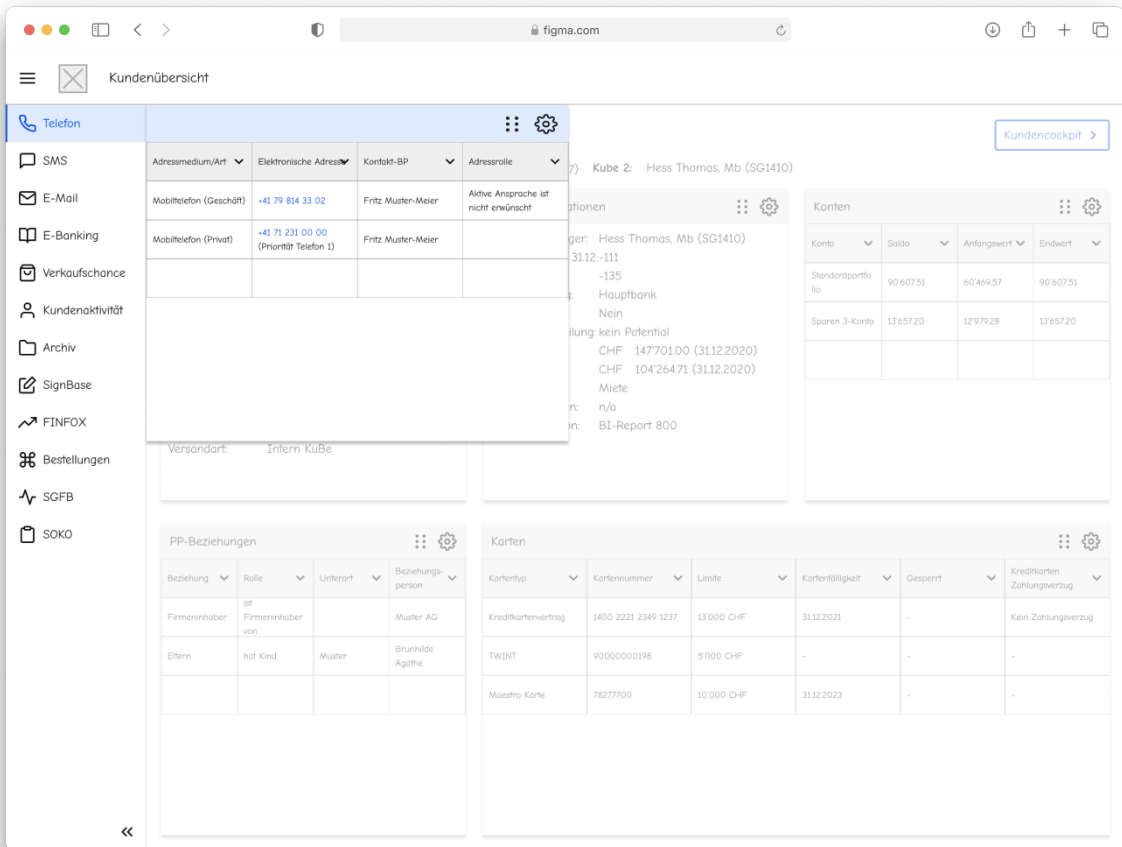 figma.com
Kundenübersicht
Telefon
SMS
E-Mail
E-Banking
Verkaufschance
Kundenaktivität
Archiv
SignBase
FINFOX
Bestellungen
SGFB
SOKO
Adressmedium/Art Elektronische Adresse Kontakt-BP Adressrolle
Mobiltelefon (Geschäft) +41 79 814 33 02 Fritz Muster-Meier Aktive Ansprache ist
nicht erwünscht
Mobiltelefon (Privat) +41 71 231 00 00 Fritz Muster-Meier
(Priorität Telefon 1)
Kundencockpit
7) Kube 2: Hess Thomas, Mb (SG1410)
ationen
ger: Hess Thomas, Mb (SG1410)
31.12:-111
-135
g: Hauptbank
Nein
ilung: kein Potential
CHF 147'701.00 (31.12.2020)
CHF 104'264.71 (31.12.2020)
Miete
en: n/a
on: BI-Report 800
Versandart: Intern KuBe
Konten
Konto Saldo Anfangswert Endwert
Standardportfo
lio 90'607.51 60'469.57 90'607.51
Sparen 3-Konto 13'657.20 12'979.28 13'657.20
PP-Beziehungen
Beziehung Rolle Unterart Beziehungs-
person
Firmeninhaber ist
Firmeninhaber
von Muster AG
Eltern hat Kind Muster Brunhilde
Agathe
Karten
Kartentyp Kartennummer Limite Kartenfälligkeit Gesperrt Kreditkarten
Zahlungsverzug
Kreditkartenvertrag 1400 2221 2349 1237 13'000 CHF 31.12.2021 - Kein Zahlungsverzug
TWINT 90000000198 5'000 CHF - - -
Maestro Karte 78277700 10'000 CHF 31.12.2023 - -